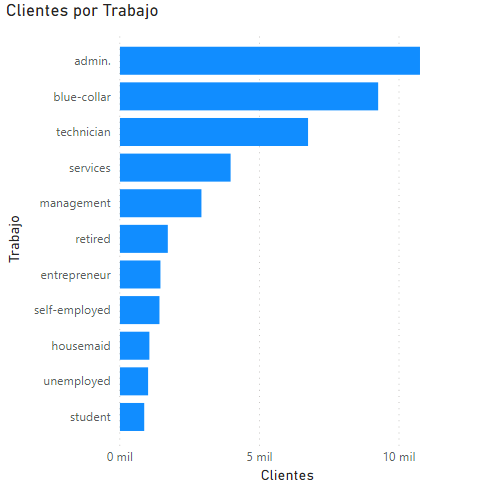 Clientes por Trabajo
Trabajo
admin.
blue-collar
technician
services
management
retired
entrepreneur
self-employed
housemaid
unemployed
student
0 mil 5 mil 10 mil
Clientes